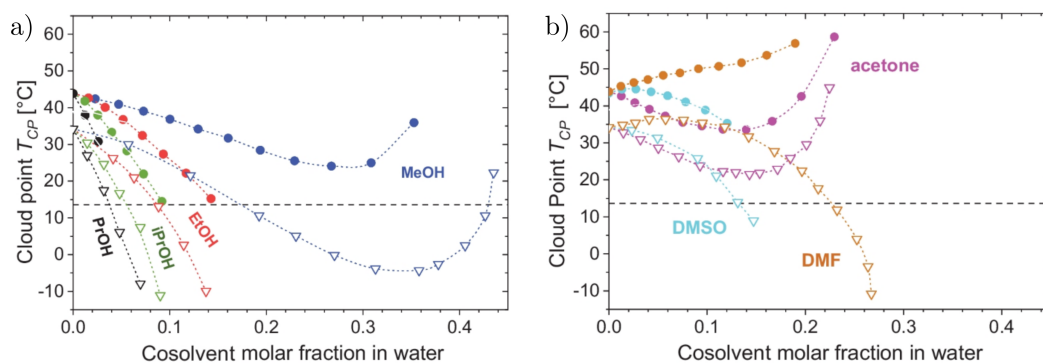 a)
Cloud point T_CP [°C]
60
50
40
30
20
10
0
-10
0.0 0.1 0.2 0.3 0.4
Cosolvent molar fraction in water
MeOH
EtOH
iPrOH
PrOH
b)
Cloud Point T_CP [°C]
60
50
40
30
20
10
0
-10
0.0 0.1 0.2 0.3 0.4
Cosolvent molar fraction in water
acetone
DMSO
DMF